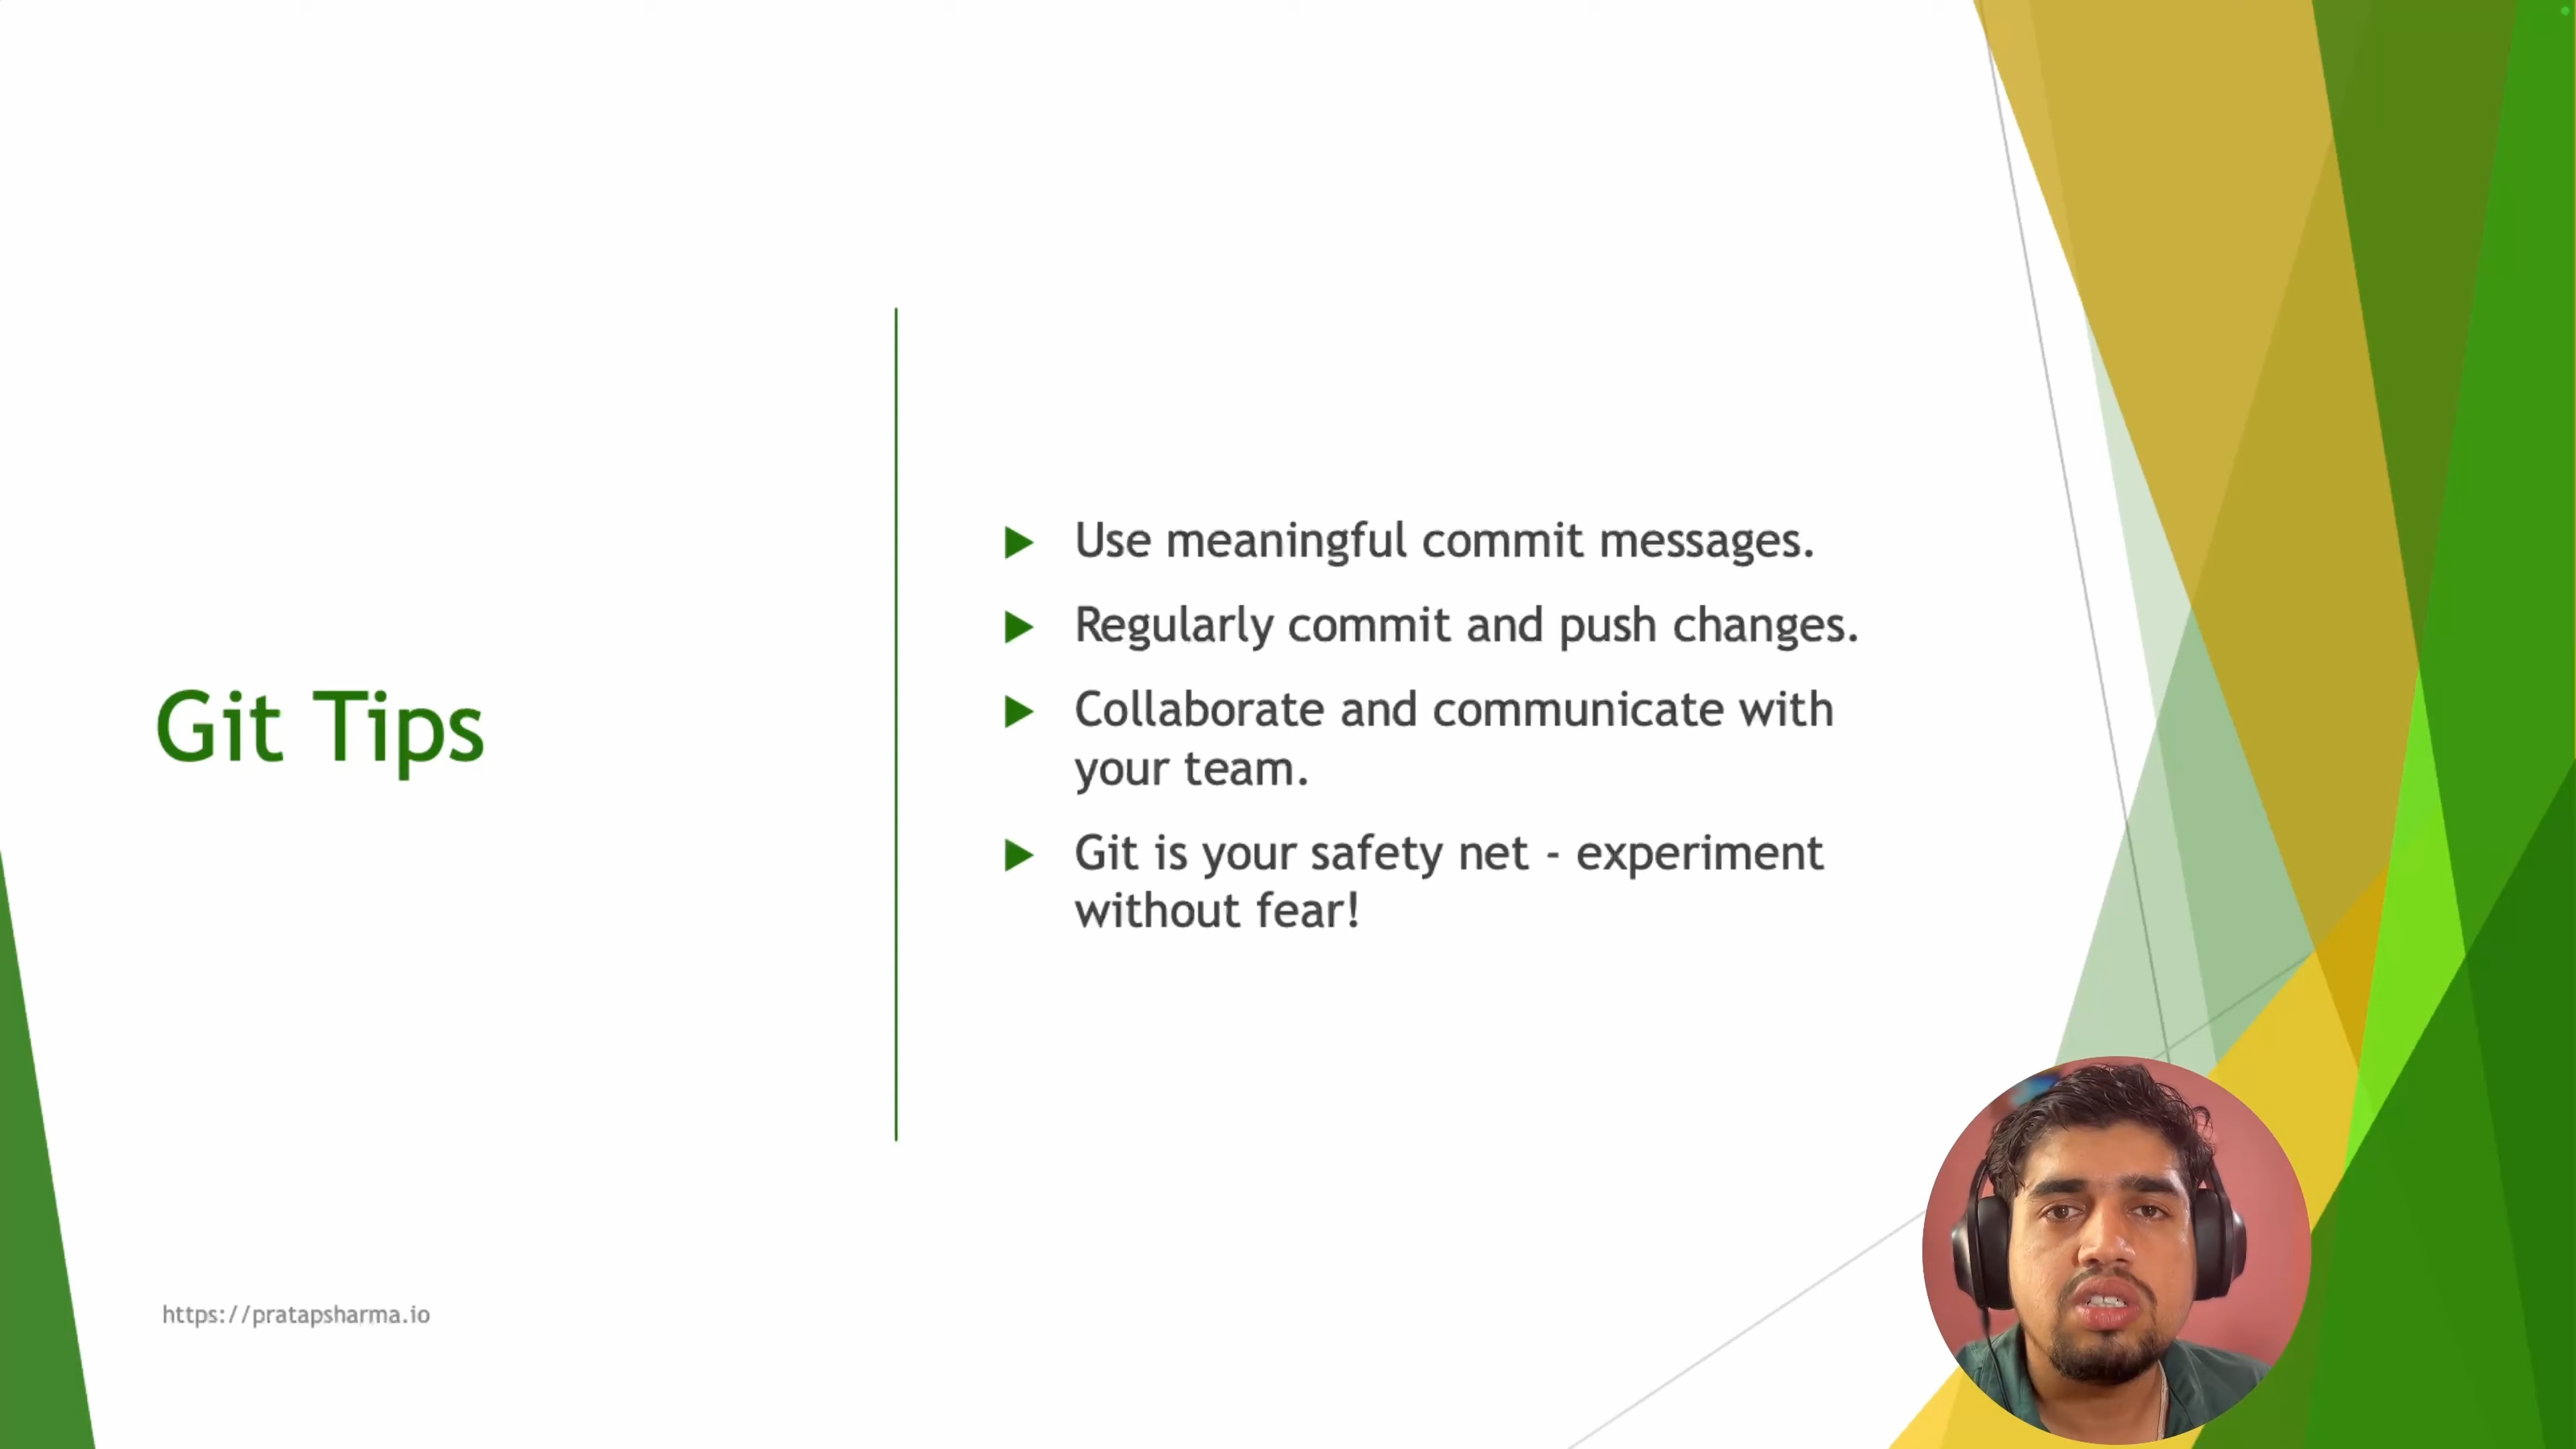 Git Tips
Use meaningful commit messages.
Regularly commit and push changes.
Collaborate and communicate with
your team.
Git is your safety net - experiment
without fear!
https://pratapsharma.io